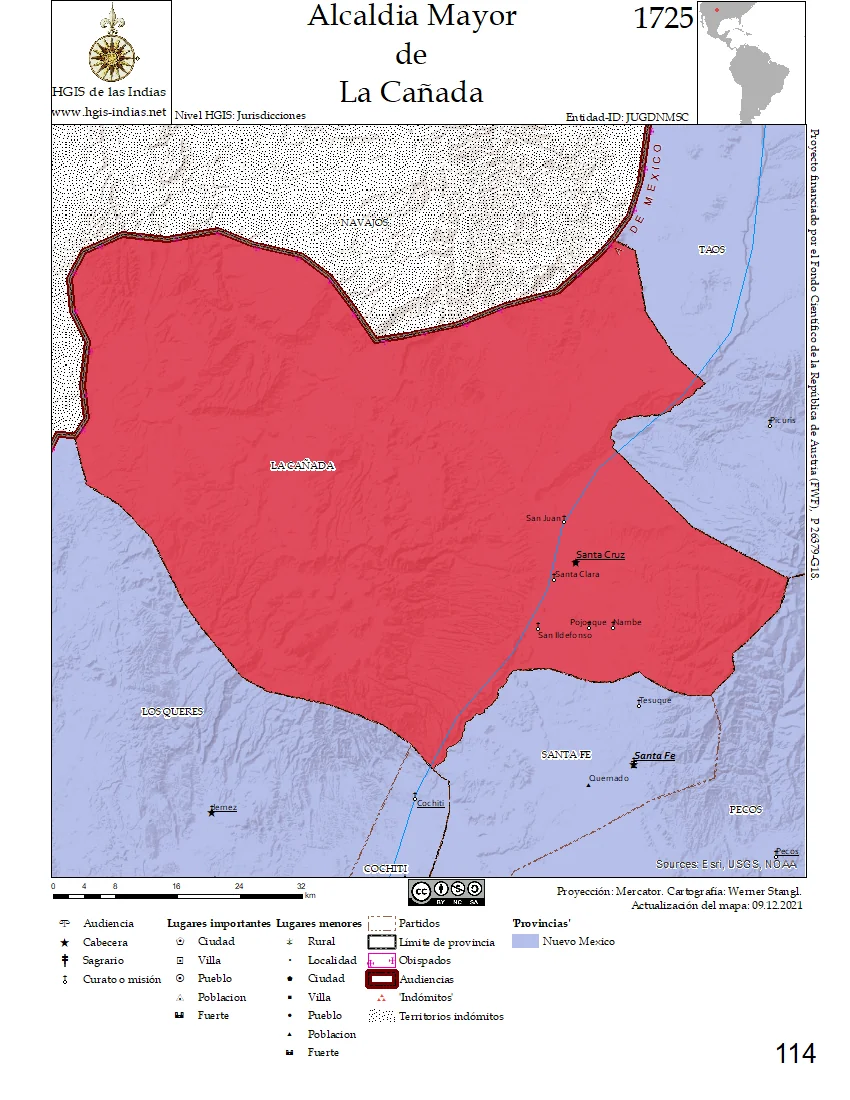 Alcaldia Mayor
de
La Cañada
1725
HGIS de las Indias
www.hgis-indias.net
Nivel HGIS: Jurisdicciones
Entidad-ID: JUGDNMSC
Proyecto financiado por el Fondo Científico de la República de Austria (FWF), P 26379-G18.
A. DE MEXICO
NAVAJOS
TAOS
Picuris
LA CAÑADA
San Juan
Santa Cruz
Santa Clara
Pojoaque
Nambe
San Ildefonso
Tesuque
LOS QUERES
SANTA FE
Santa Fe
Quemado
Jemez
Cochiti
PECOS
Pecos
COCHITI
Sources: Esri, USGS, NOAA
0 4 8 16 24 32
km
cc BY NC SA
Proyección: Mercator. Cartografía: Werner Stangl.
Actualización del mapa: 09.12.2021
Audiencia
Cabecera
Sagrario
Curato o misión
Lugares importantes
Ciudad
Villa
Pueblo
Poblacion
Fuerte
Lugares menores
Rural
Localidad
Ciudad
Villa
Pueblo
Poblacion
Fuerte
Partidos
Límite de provincia
Obispados
Audiencias
'Indómitos'
Territorios indómitos
'Provincias'
Nuevo Mexico
114